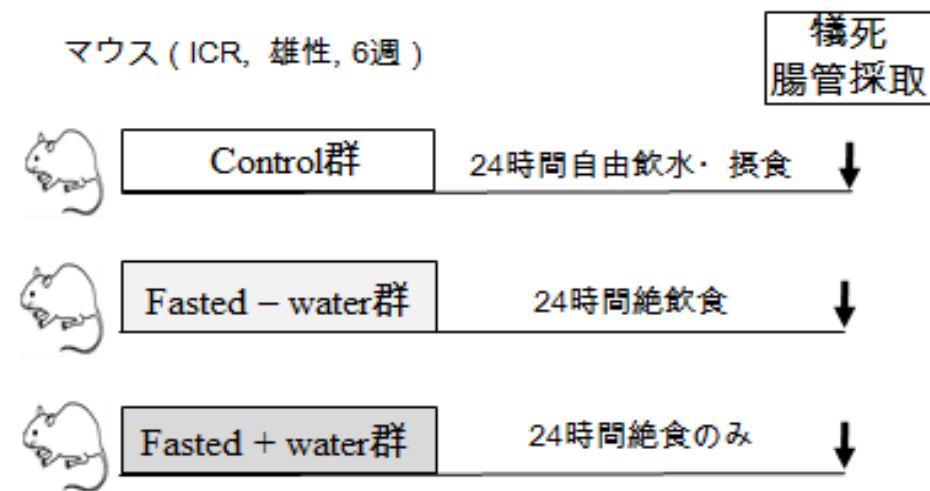 マウス ( ICR, 雄性, 6週 )
犠死
腸管採取
Control群
24時間自由飲水・ 摂食
Fasted – water群
24時間絶飲食
Fasted + water群
24時間絶食のみ